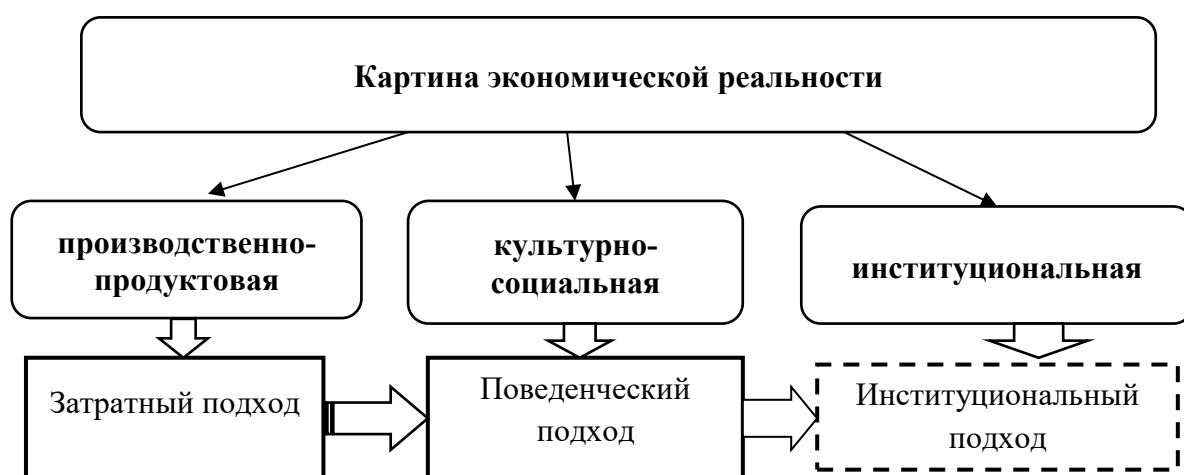 Картина экономической реальности
производственно-
продуктовая
культурно-
социальная
институциональная
Затратный подход
Поведенческий
подход
Институциональный
подход